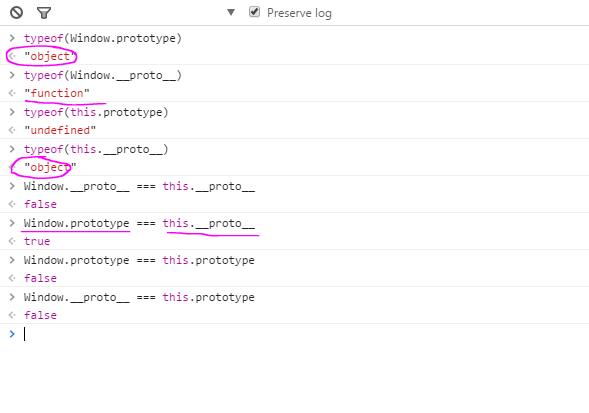 Preserve log
typeof(Window.prototype)
"object"
typeof(Window.__proto__)
"function"
typeof(this.prototype)
"undefined"
typeof(this.__proto__)
"object"
Window.__proto__ === this.__proto__
false
Window.prototype === this.__proto__
true
Window.prototype === this.prototype
false
Window.__proto__ === this.prototype
false